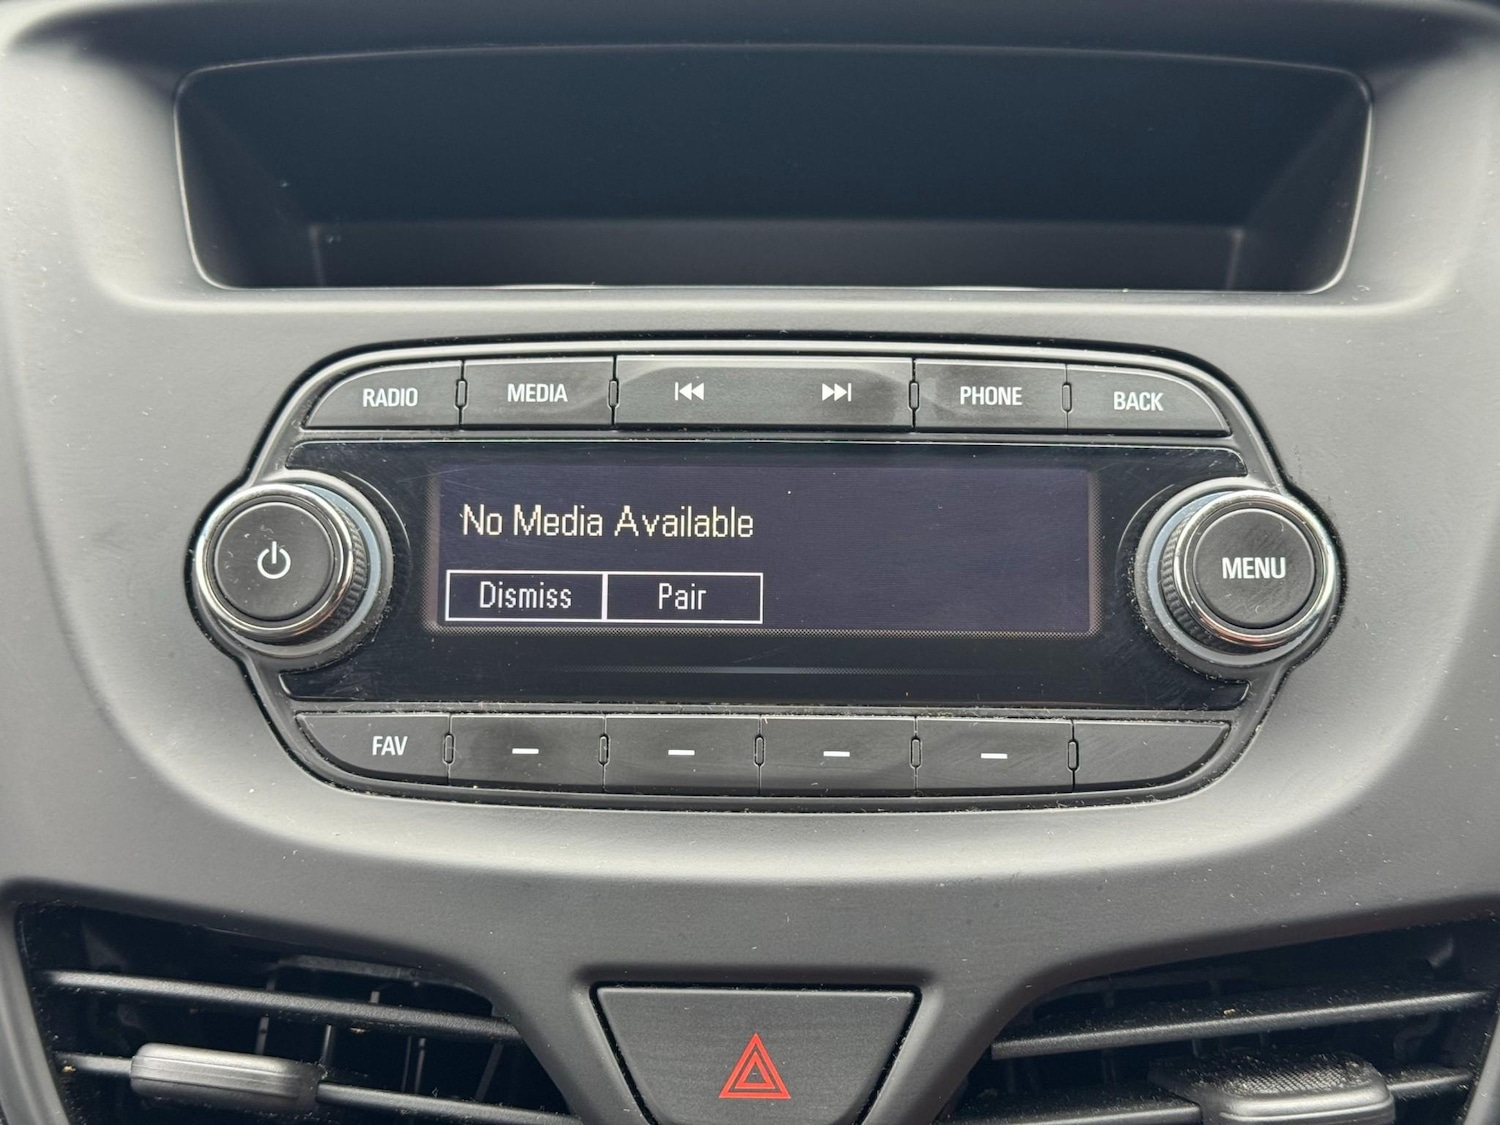 RADIO MEDIA PHONE BACK
No Media Available
Dismiss Pair
MENU
FAV